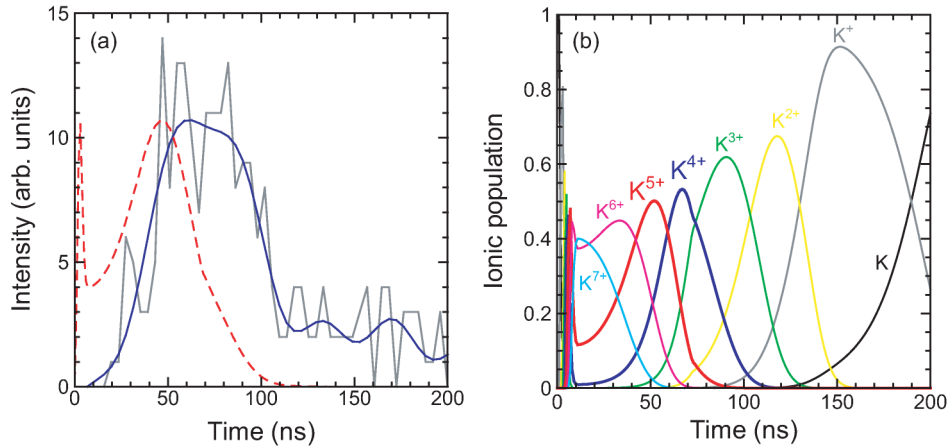 (a)
Intensity (arb. units)
15
10
5
0
0 50 100 150 200
Time (ns)
(b)
Ionic population
1
0.8
0.6
0.4
0.2
0
0 50 100 150 200
Time (ns)
K⁷⁺
K⁶⁺
K⁵⁺
K⁴⁺
K³⁺
K²⁺
K⁺
K